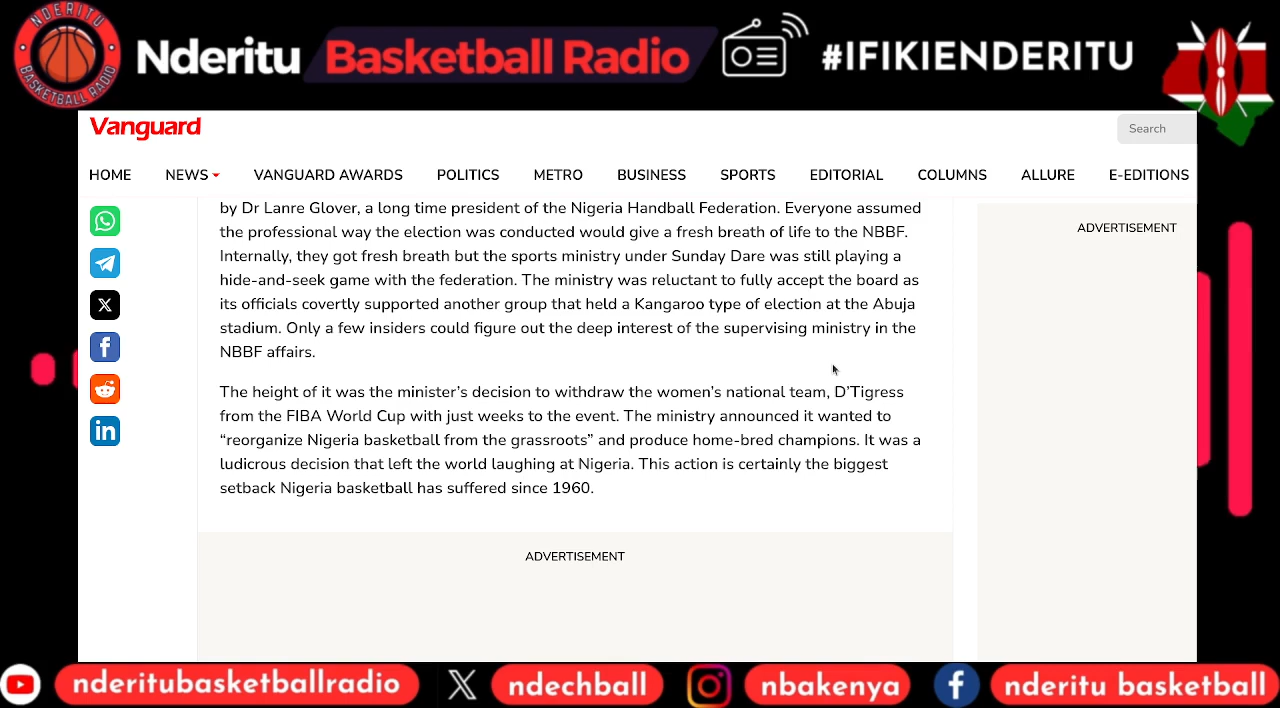 NDERITU
BASKETBALL RADIO
Nderitu Basketball Radio #IFIKIENDERITU
Vanguard
Search
HOME NEWS VANGUARD AWARDS POLITICS METRO BUSINESS SPORTS EDITORIAL COLUMNS ALLURE E-EDITIONS
by Dr Lanre Glover, a long time president of the Nigeria Handball Federation. Everyone assumed
the professional way the election was conducted would give a fresh breath of life to the NBBF.
Internally, they got fresh breath but the sports ministry under Sunday Dare was still playing a
hide-and-seek game with the federation. The ministry was reluctant to fully accept the board as
its officials covertly supported another group that held a Kangaroo type of election at the Abuja
stadium. Only a few insiders could figure out the deep interest of the supervising ministry in the
NBBF affairs.
The height of it was the minister’s decision to withdraw the women’s national team, D’Tigress
from the FIBA World Cup with just weeks to the event. The ministry announced it wanted to
“reorganize Nigeria basketball from the grassroots” and produce home-bred champions. It was a
ludicrous decision that left the world laughing at Nigeria. This action is certainly the biggest
setback Nigeria basketball has suffered since 1960.
ADVERTISEMENT
ADVERTISEMENT
nderitubasketballradio ndechball nbakenya nderitu basketball